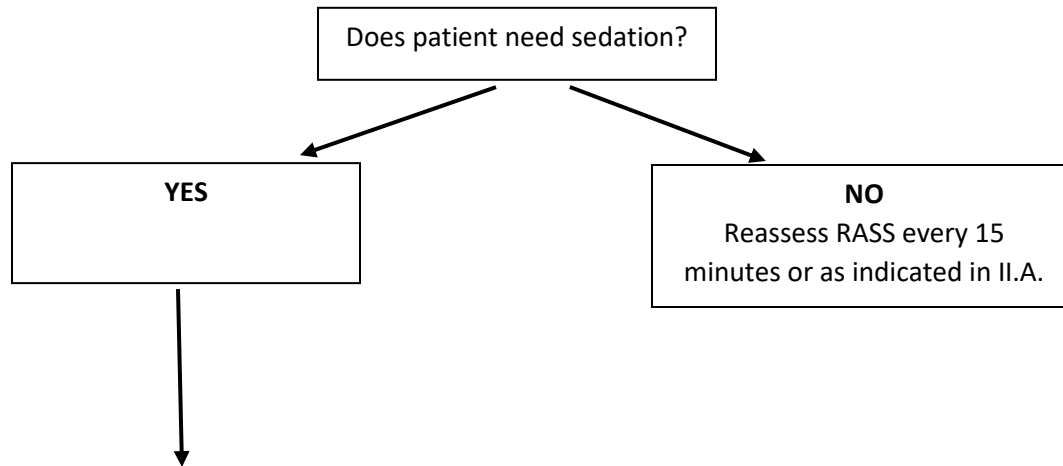 Does patient need sedation?
YES
NO
Reassess RASS every 15
minutes or as indicated in II.A.